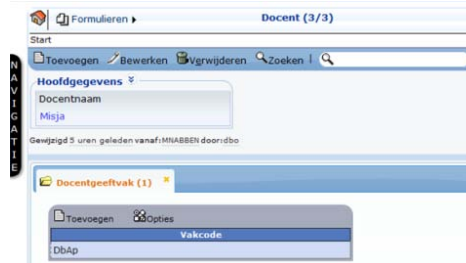 Formulieren Docent (3/3)
Start
Toevoegen Bewerken Verwijderen Zoeken
NAVIGATIE
Hoofdgegevens
Docentnaam
Misja
Gewijzigd 5 uren geleden vanaf: MNABBEN door: dbo
Docentgeeftvak (1)
Toevoegen Opties
Vakcode
DbAp